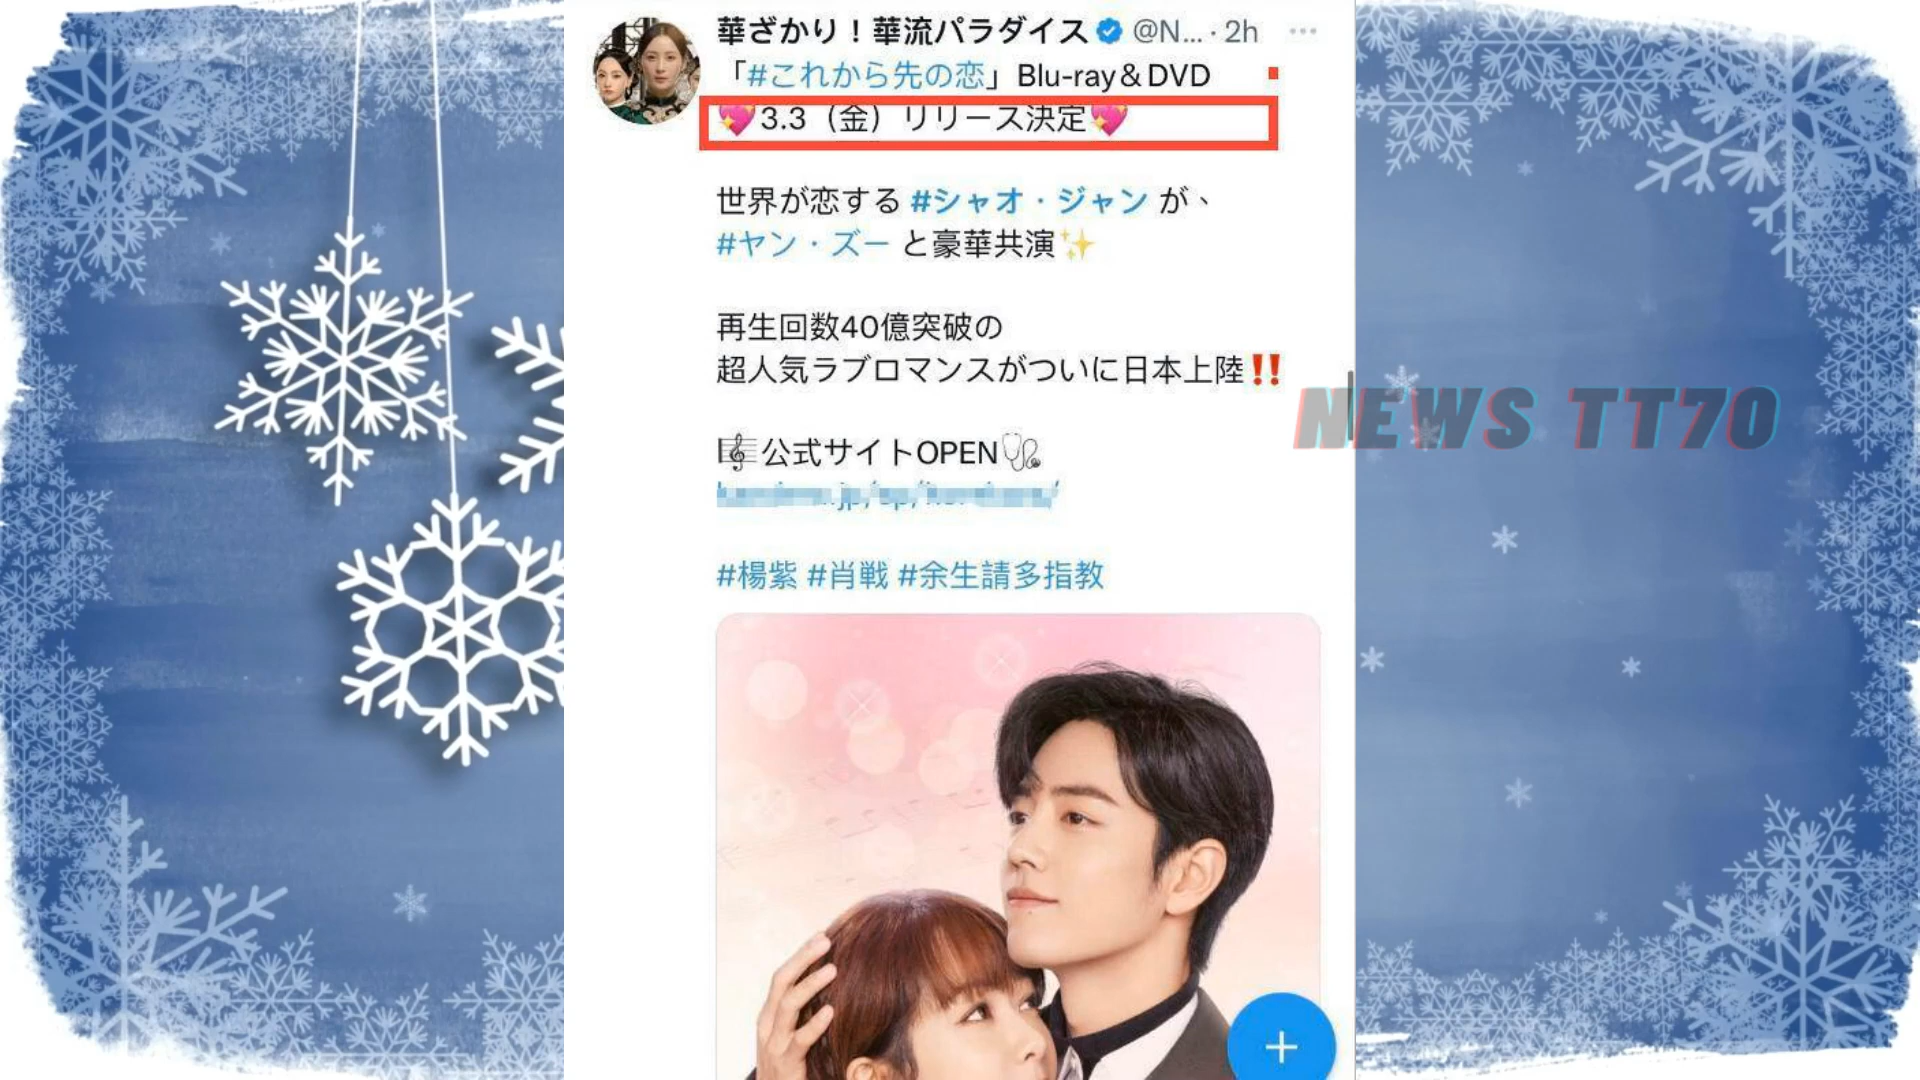 華ざかり！華流パラダイス @N... · 2h
「#これから先の恋」Blu-ray＆DVD
3.3（金）リリース決定
世界が恋する #シャオ・ジャン が、
#ヤン・ズー と豪華共演
再生回数40億突破の
超人気ラブロマンスがついに日本上陸‼
公式サイトOPEN
#楊紫 #肖戦 #余生請多指教
NEWS TT70